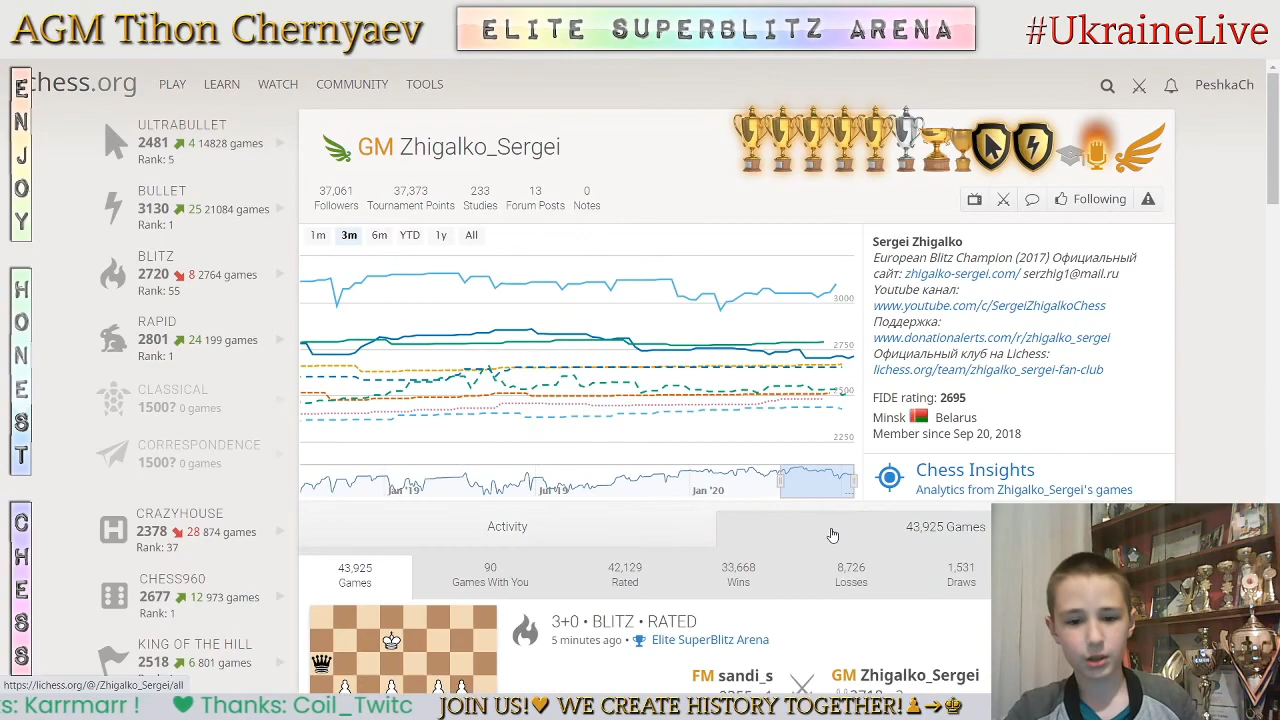 AGM Tihon Chernyaev
ELITE SUPERBLITZ ARENA
#UkraineLive
ENJOY
HONEST
CHESS
chess.org
PLAY LEARN WATCH COMMUNITY TOOLS
PeshkaCh
ULTRABULLET
2481 4 14828 games
Rank: 5
BULLET
3130 25 21084 games
Rank: 1
BLITZ
2720 8 2764 games
Rank: 55
RAPID
2801 24 199 games
Rank: 1
CLASSICAL
1500? 0 games
CORRESPONDENCE
1500? 0 games
CRAZYHOUSE
2378 28 874 games
Rank: 37
CHESS960
2677 12 973 games
Rank: 1
KING OF THE HILL
2518 6 801 games
GM Zhigalko_Sergei
37,061 37,373 233 13 0
Followers Tournament Points Studies Forum Posts Notes
Following
1m 3m 6m YTD 1y All
3000
2750
2500
2250
Jan '19 Jul '19 Jan '20
Sergei Zhigalko
European Blitz Champion (2017) Официальный
сайт: zhigalko-sergei.com/ serzhlg1@mail.ru
Youtube канал:
www.youtube.com/c/SergeiZhigalkoChess
Поддержка:
www.donationalerts.com/r/zhigalko_sergei
Официальный клуб на Lichess:
lichess.org/team/zhigalko_sergei-fan-club
FIDE rating: 2695
Minsk Belarus
Member since Sep 20, 2018
Chess Insights
Analytics from Zhigalko_Sergei's games
Activity
43,925 Games
43,925 90 42,129 33,668 8,726 1,531
Games Games With You Rated Wins Losses Draws
3+0 • BLITZ • RATED
5 minutes ago • Elite SuperBlitz Arena
FM sandi_s
GM Zhigalko_Sergei
https://lichess.org/@/Zhigalko_Sergei/all
s: Karrmarr ! Thanks: Coil_Twitc
JOIN US! WE CREATE HISTORY TOGETHER!